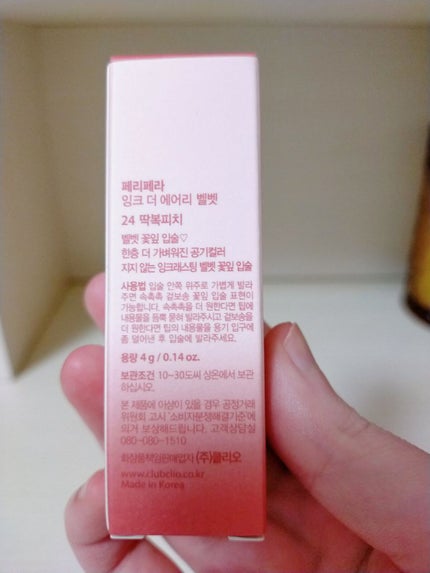 페리페라
잉크 더 에어리 벨벳
24 딱복피치
벨벳 꽃잎 입술♡
한층 더 가벼워진 공기컬러
지지 않는 잉크래스팅 벨벳 꽃잎 입술
사용법 입술 안쪽 위주로 가볍게 발라
주면 속촉촉 겉보송 꽃잎 입술 표현이
가능합니다. 속촉촉을 더 원한다면 팁에
내용물을 듬뿍 묻혀 발라주시고 겉보송을
더 원한다면 팁의 내용물을 용기 입구에
좀 덜어낸 후 입술에 발라주세요.
용량 4 g / 0.14 oz.
보관조건 10~30도씨 상온에서 보관
하십시오.
본 제품에 이상이 있을 경우 공정거래
위원회 고시 '소비자분쟁해결기준'에
의거 보상해드립니다. 고객상담실
080-080-1510
화장품책임판매업자 (주)클리오
www.clubclio.co.kr
Made in Korea